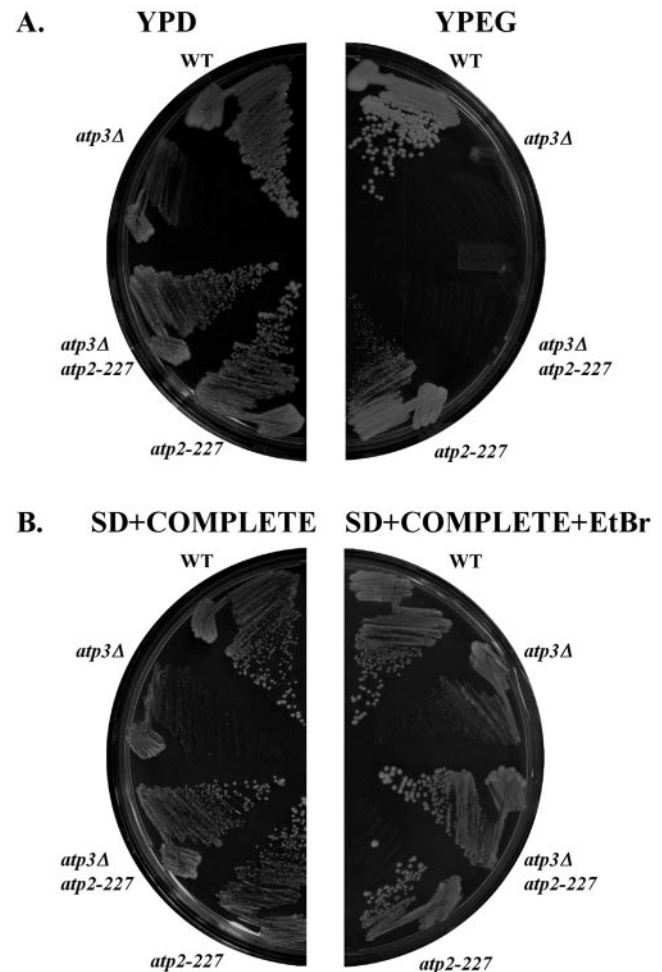 A. YPD YPEG
WT WT
atp3Δ atp3Δ
atp3Δ
atp2-227
atp3Δ
atp2-227
atp2-227 atp2-227
B. SD+COMPLETE SD+COMPLETE+EtBr
WT WT
atp3Δ atp3Δ
atp3Δ
atp2-227
atp3Δ
atp2-227
atp2-227 atp2-227